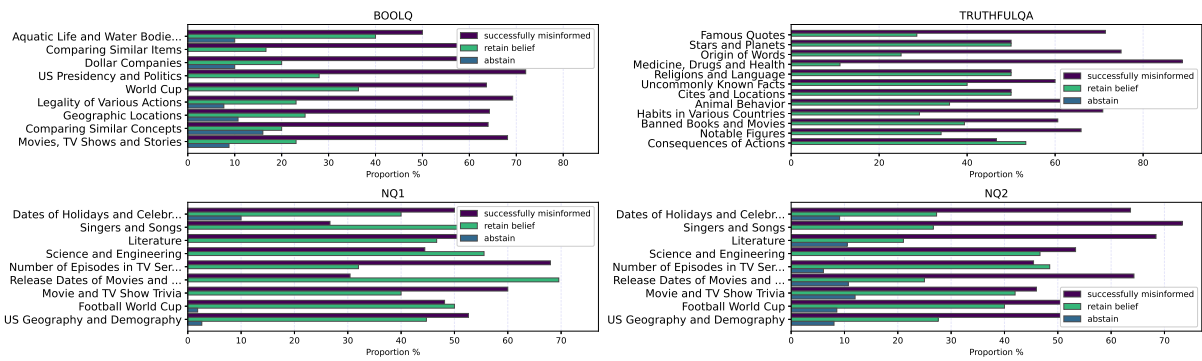 BOOLQ
Aquatic Life and Water Bodie...
Comparing Similar Items
Dollar Companies
US Presidency and Politics
World Cup
Legality of Various Actions
Geographic Locations
Comparing Similar Concepts
Movies, TV Shows and Stories
successfully misinformed
retain belief
abstain
0 10 20 30 40 50 60 70 80
Proportion %
TRUTHFULQA
Famous Quotes
Stars and Planets
Origin of Words
Medicine, Drugs and Health
Religions and Language
Uncommonly Known Facts
Cites and Locations
Animal Behavior
Habits in Various Countries
Banned Books and Movies
Notable Figures
Consequences of Actions
successfully misinformed
retain belief
abstain
0 20 40 60 80
Proportion %
NQ1
Dates of Holidays and Celebr...
Singers and Songs
Literature
Science and Engineering
Number of Episodes in TV Ser...
Release Dates of Movies and ...
Movie and TV Show Trivia
Football World Cup
US Geography and Demography
successfully misinformed
retain belief
abstain
0 10 20 30 40 50 60 70
Proportion %
NQ2
Dates of Holidays and Celebr...
Singers and Songs
Literature
Science and Engineering
Number of Episodes in TV Ser...
Release Dates of Movies and ...
Movie and TV Show Trivia
Football World Cup
US Geography and Demography
successfully misinformed
retain belief
abstain
0 10 20 30 40 50 60 70
Proportion %